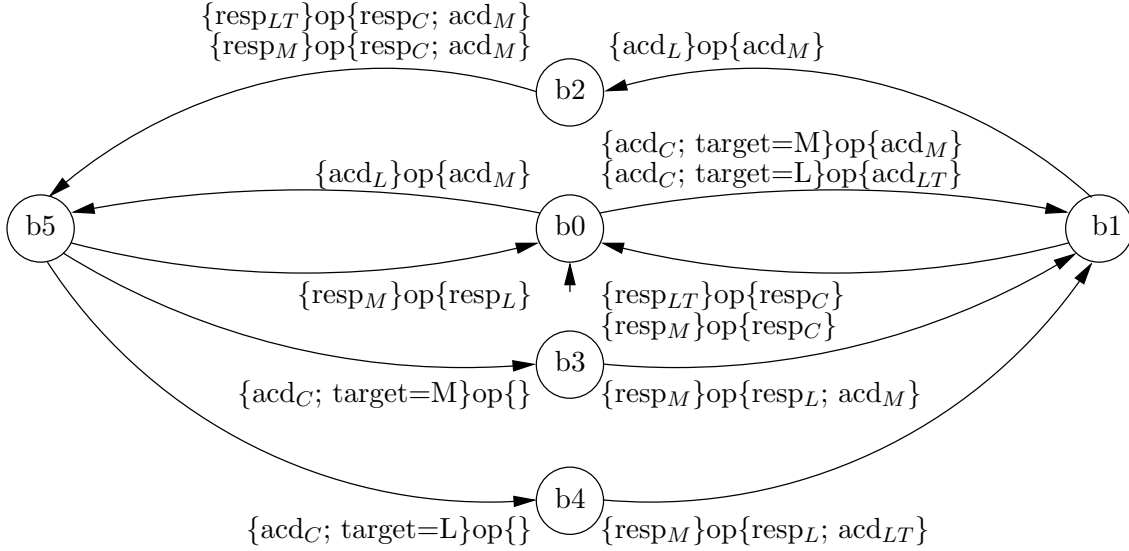 {resp_LT}op{resp_C; acd_M}
{resp_M}op{resp_C; acd_M}
{acd_L}op{acd_M}
b2
{acd_C; target=M}op{acd_M}
{acd_L}op{acd_M}
{acd_C; target=L}op{acd_LT}
b5
b0
b1
{resp_M}op{resp_L}
{resp_LT}op{resp_C}
{resp_M}op{resp_C}
b3
{acd_C; target=M}op{}
{resp_M}op{resp_L; acd_M}
b4
{acd_C; target=L}op{}
{resp_M}op{resp_L; acd_LT}